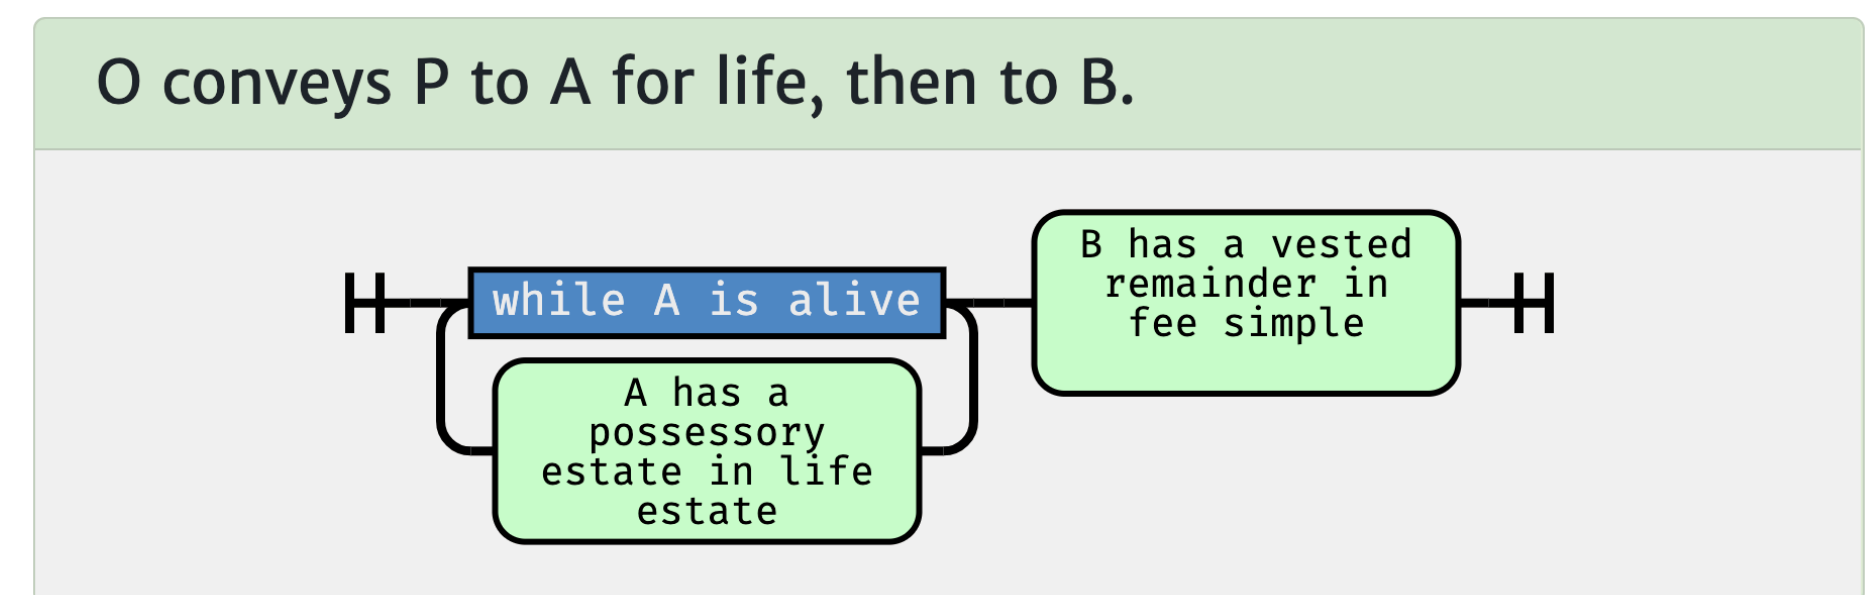 O conveys P to A for life, then to B.
while A is alive
A has a
possessory
estate in life
estate
B has a vested
remainder in
fee simple